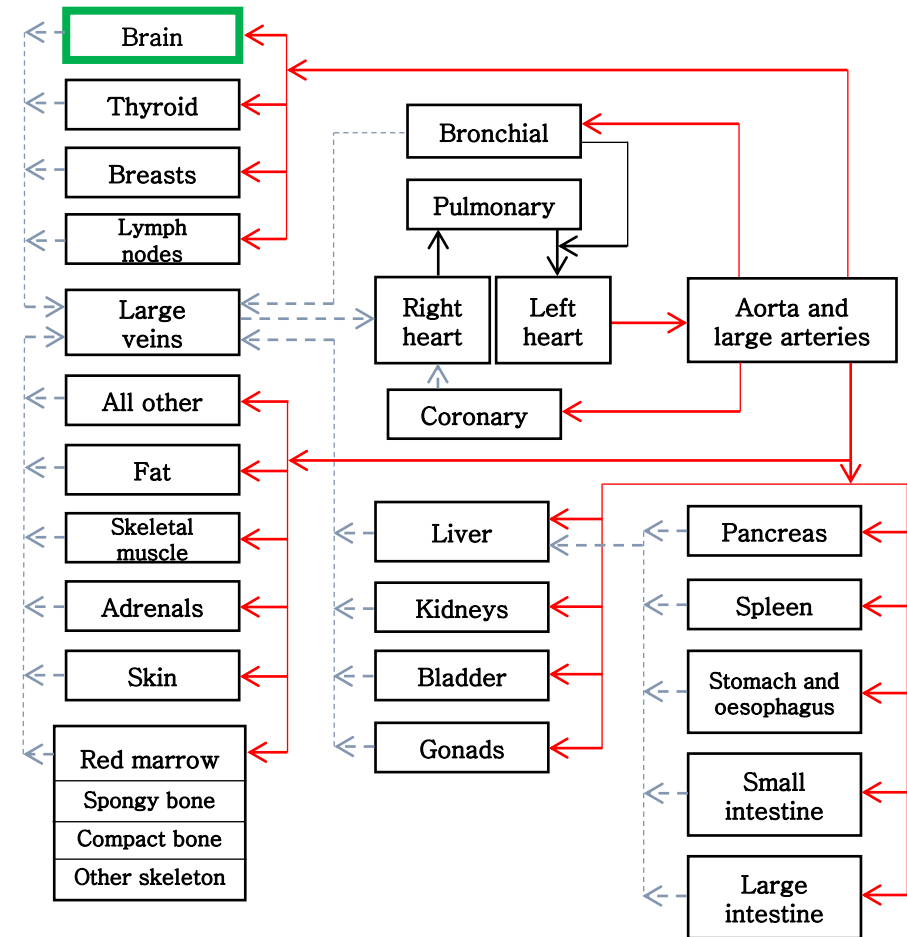 Brain
Thyroid
Breasts
Lymph
nodes
Large
veins
All other
Fat
Skeletal
muscle
Adrenals
Skin
Red marrow
Spongy bone
Compact bone
Other skeleton
Bronchial
Pulmonary
Right
heart
Left
heart
Coronary
Aorta and
large arteries
Liver
Kidneys
Bladder
Gonads
Pancreas
Spleen
Stomach and
oesophagus
Small
intestine
Large
intestine